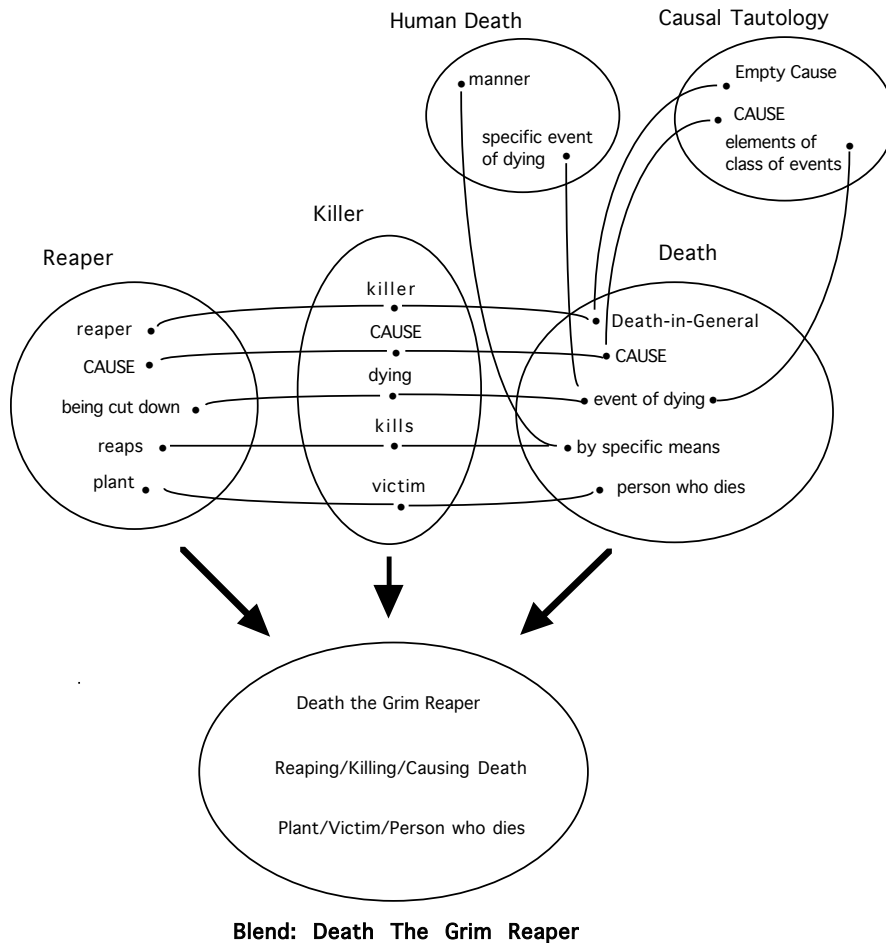 Human Death
Causal Tautology
manner
specific event
of dying
Empty Cause
CAUSE
elements of
class of events
Reaper
Killer
Death
reaper
CAUSE
being cut down
reaps
plant
killer
CAUSE
dying
kills
victim
Death-in-General
CAUSE
event of dying
by specific means
person who dies
Death the Grim Reaper
Reaping/Killing/Causing Death
Plant/Victim/Person who dies
Blend: Death The Grim Reaper